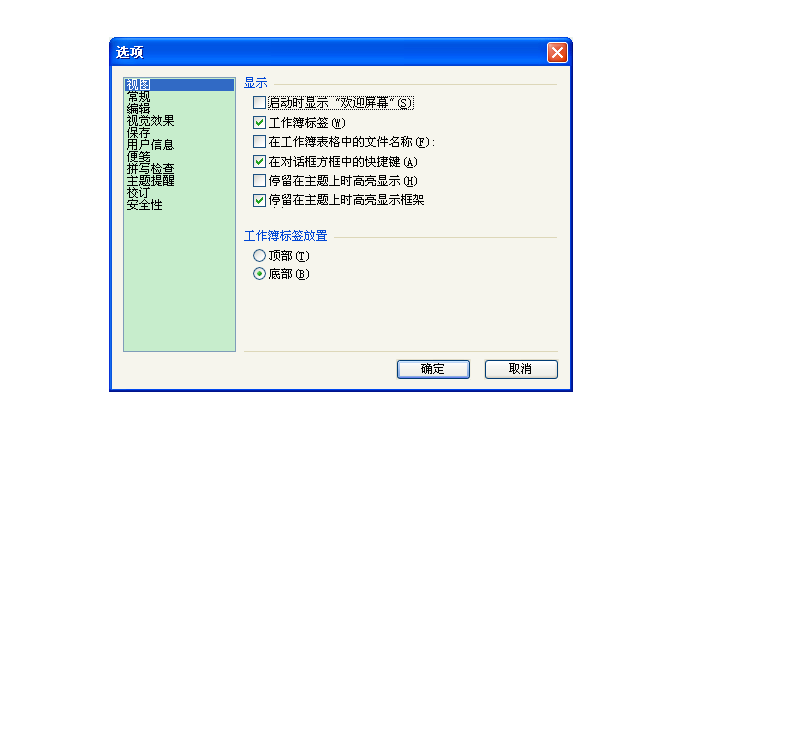 选项
视图
常规
编辑
视觉效果
保存
用户信息
便笺
拼写检查
主题提醒
校订
安全性
显示
启动时显示 "欢迎屏幕"(S)
工作簿标签(W)
在工作簿表格中的文件名称(F):
在对话框方框中的快捷键(A)
停留在主题上时高亮显示(H)
停留在主题上时高亮显示框架
工作簿标签放置
顶部(T)
底部(B)
确定
取消